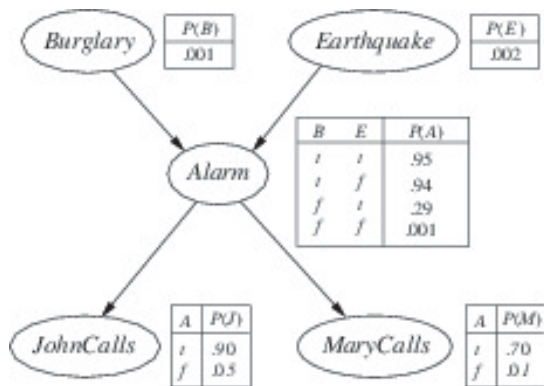 Burglary
P(B)
.001
Earthquake
P(E)
.002
Alarm
B E P(A)
t t .95
t f .94
f t .29
f f .001
JohnCalls
A P(J)
t .90
f .05
MaryCalls
A P(M)
t .70
f .01